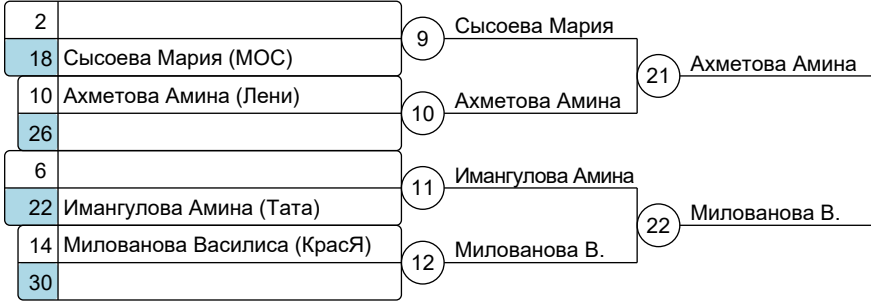 2
18 Сысоева Мария (МОС)
9 Сысоева Мария
10 Ахметова Амина (Лени)
26
10 Ахметова Амина
21 Ахметова Амина
6
22 Имангулова Амина (Тата)
11 Имангулова Амина
14 Милованова Василиса (КрасЯ)
30
12 Милованова В.
22 Милованова В.